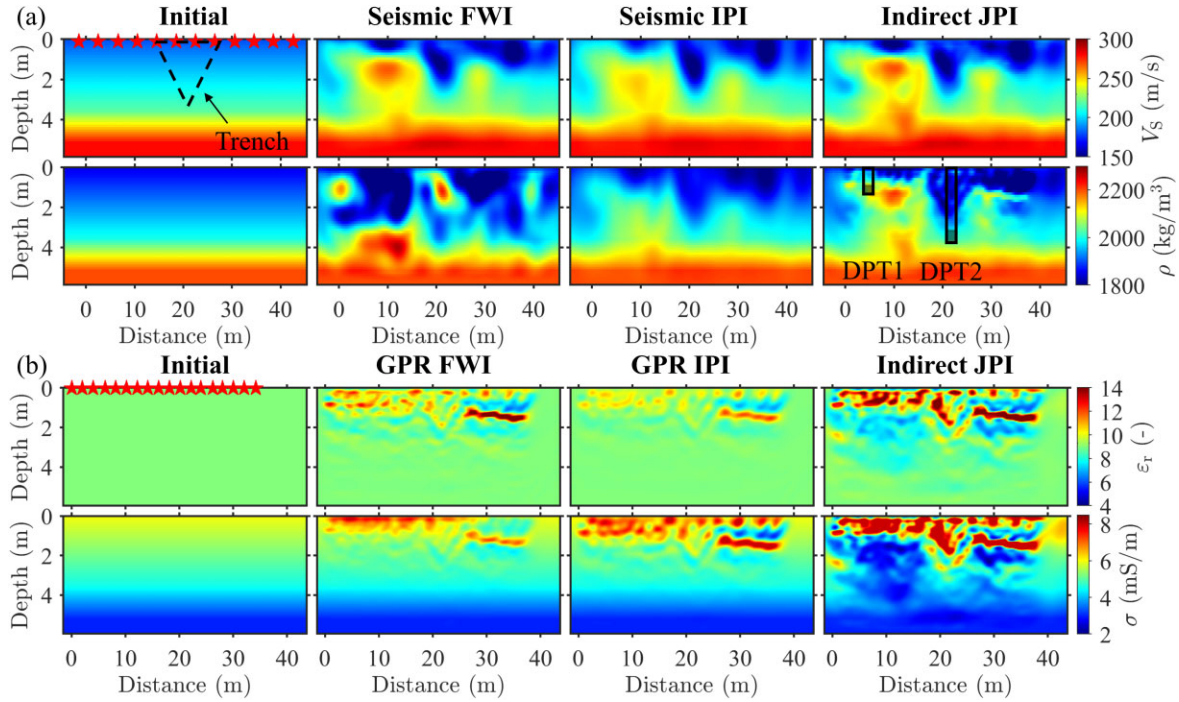 (a) Initial Seismic FWI Seismic IPI Indirect JPI
Depth (m) 0 2 4 Trench 300 250 200 150 V_S (m/s)
Depth (m) 0 2 4 DPT1 DPT2 2200 2000 1800 ρ (kg/m³)
0 10 20 30 40 0 10 20 30 40 0 10 20 30 40 0 10 20 30 40
Distance (m) Distance (m) Distance (m) Distance (m)
(b) Initial GPR FWI GPR IPI Indirect JPI
Depth (m) 0 2 4 14 12 10 8 6 4 ε_r (-)
Depth (m) 0 2 4 8 6 4 2 σ (mS/m)
0 10 20 30 40 0 10 20 30 40 0 10 20 30 40 0 10 20 30 40
Distance (m) Distance (m) Distance (m) Distance (m)